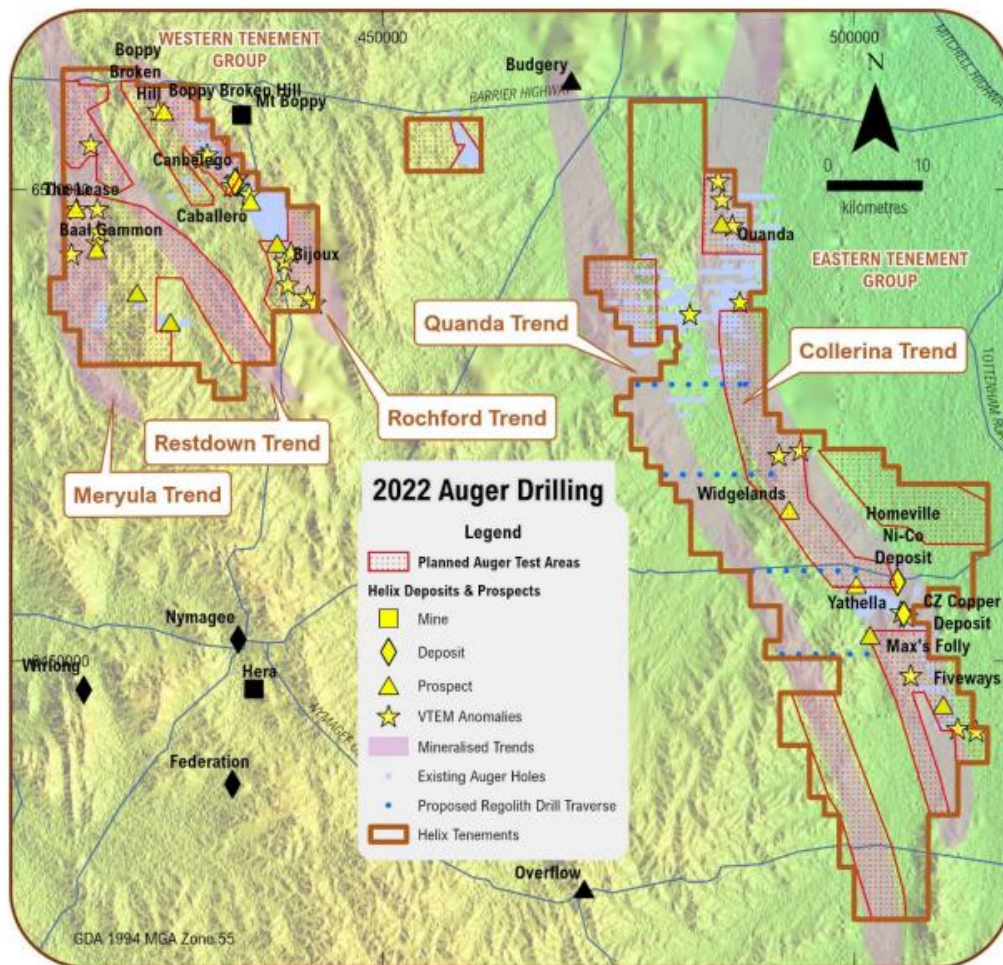 WESTERN TENEMENT
GROUP
450000
500000
MITCHELL HIGHWAY
Boppy
Broken
Hill
Boppy Broken Hill
Mt Boppy
Budgery
BARRIER HIGHWAY
N
0 10
kilometres
Canbelego
The Lease
Caballero
Baal Gammon
Bijoux
Quanda
EASTERN TENEMENT
GROUP
Quanda Trend
Collerina Trend
Rochford Trend
Restdown Trend
Meryula Trend
TOTTENHAM
Widgelands
Homeville
Ni-Co
Deposit
Yathella
CZ Copper
Deposit
Max's Folly
Fiveways
Nymagee
Wirlong
Hera
Federation
Overflow
2022 Auger Drilling
Legend
Planned Auger Test Areas
Helix Deposits & Prospects
Mine
Deposit
Prospect
VTEM Anomalies
Mineralised Trends
Existing Auger Holes
Proposed Regolith Drill Traverse
Helix Tenements
GDA 1994 MGA Zone 55